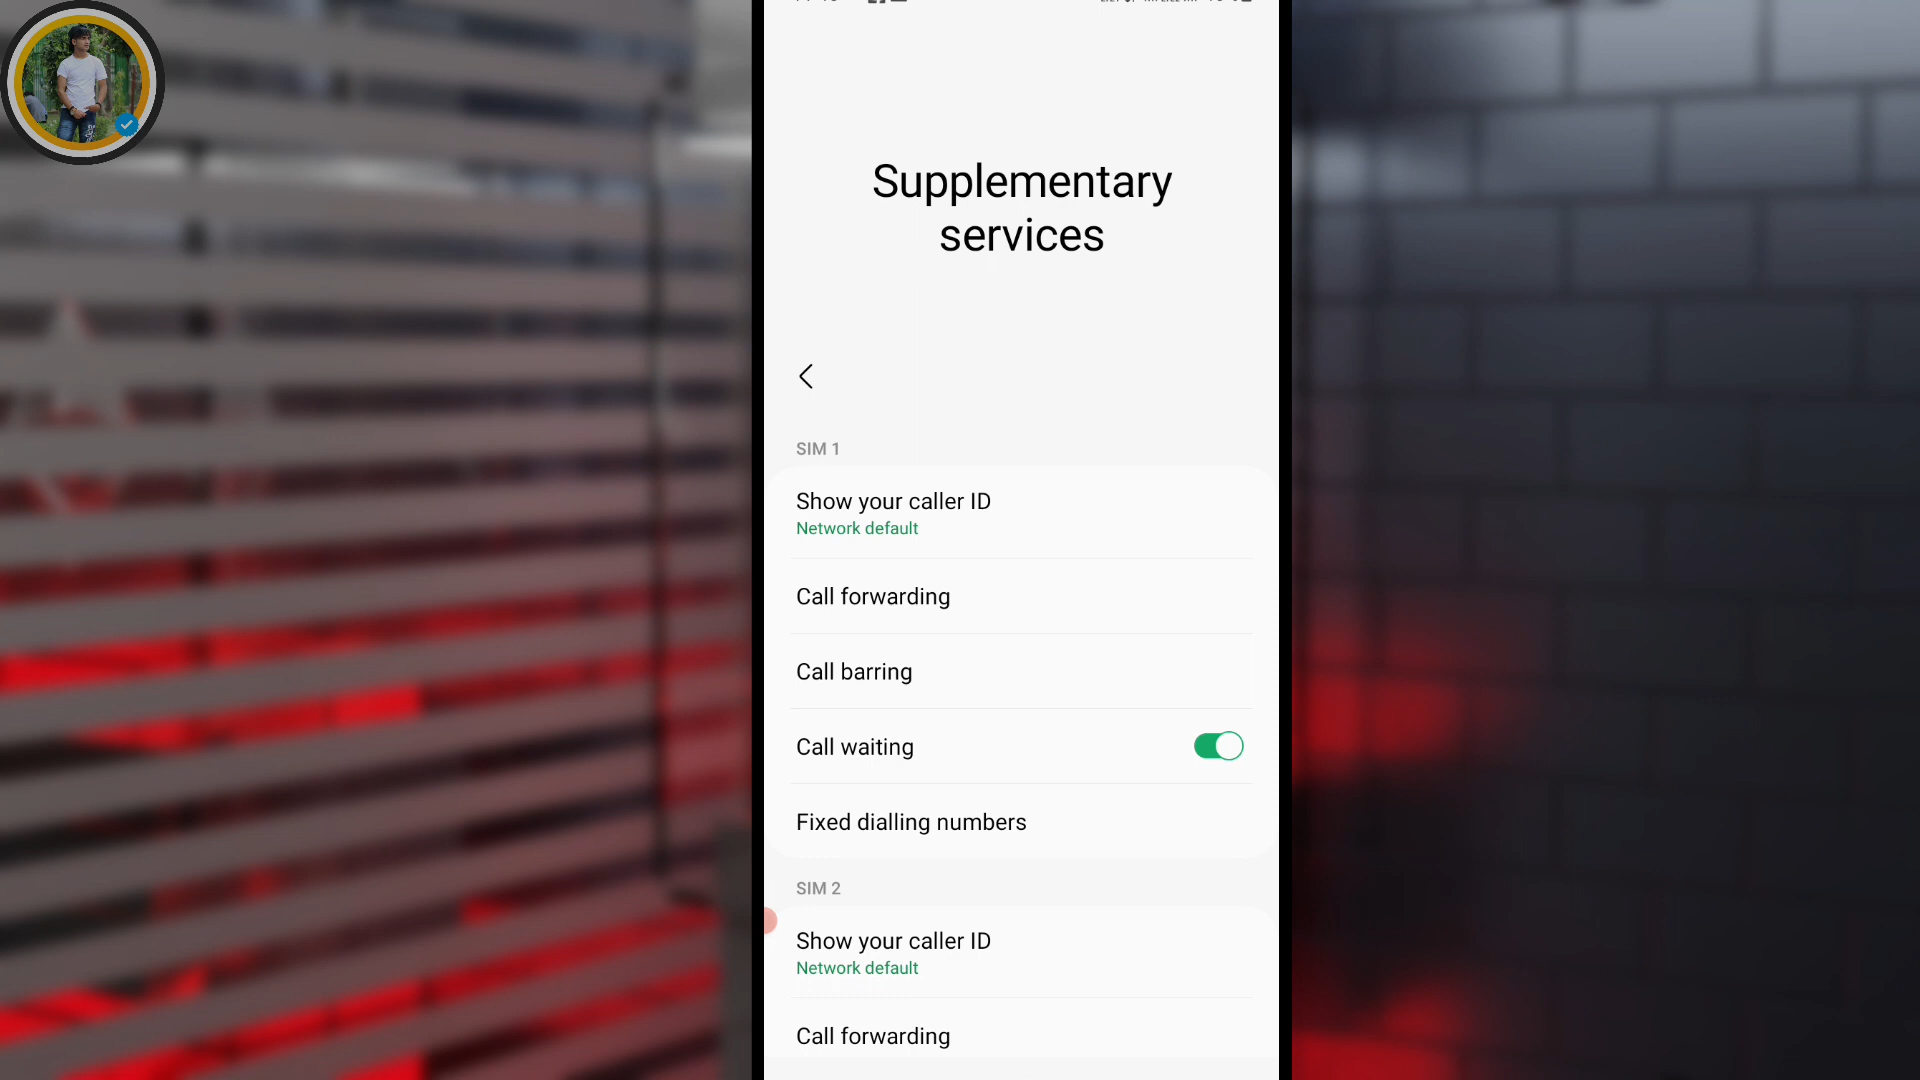 Supplementary
services
SIM 1
Show your caller ID
Network default
Call forwarding
Call barring
Call waiting
Fixed dialling numbers
SIM 2
Show your caller ID
Network default
Call forwarding